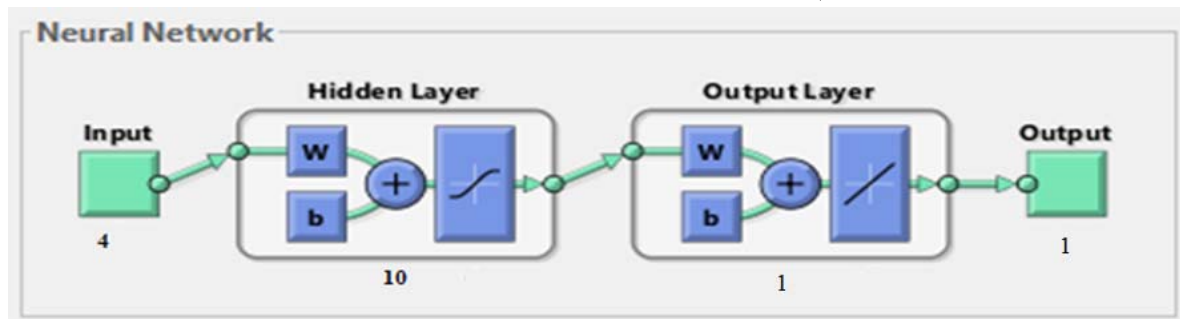 Neural Network
Hidden Layer
Output Layer
Input
Output
W
b
+
W
b
+
4
10
1
1